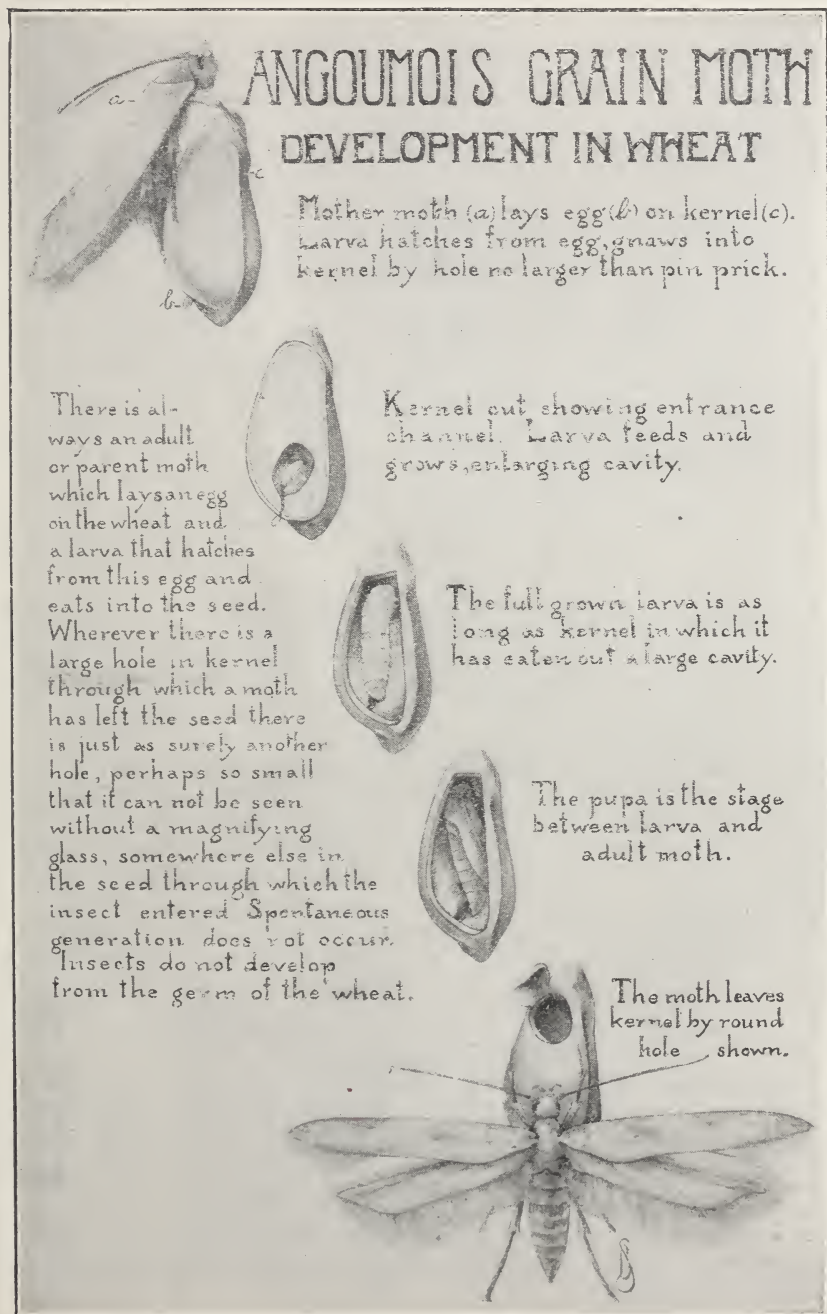 ANGOUMOIS GRAIN MOTH
DEVELOPMENT IN WHEAT
a-
c
b-
Mother moth (a) lays egg (b) on kernel (c).
Larva hatches from egg, gnaws into
kernel by hole no larger than pin prick.
Kernel cut showing entrance
channel. Larva feeds and
grows, enlarging cavity.
There is al-
ways an adult
or parent moth
which lays an egg
on the wheat and
a larva that hatches
from this egg and
eats into the seed.
Wherever there is a
large hole in kernel
through which a moth
has left the seed there
is just as surely another
hole, perhaps so small
that it can not be seen
without a magnifying
glass, somewhere else in
the seed through which the
insect entered Spontaneous
generation does not occur.
Insects do not develop
from the germ of the wheat.
The full grown larva is as
long as kernel in which it
has eaten out a large cavity.
The pupa is the stage
between larva and
adult moth.
The moth leaves
kernel by round
hole shown.